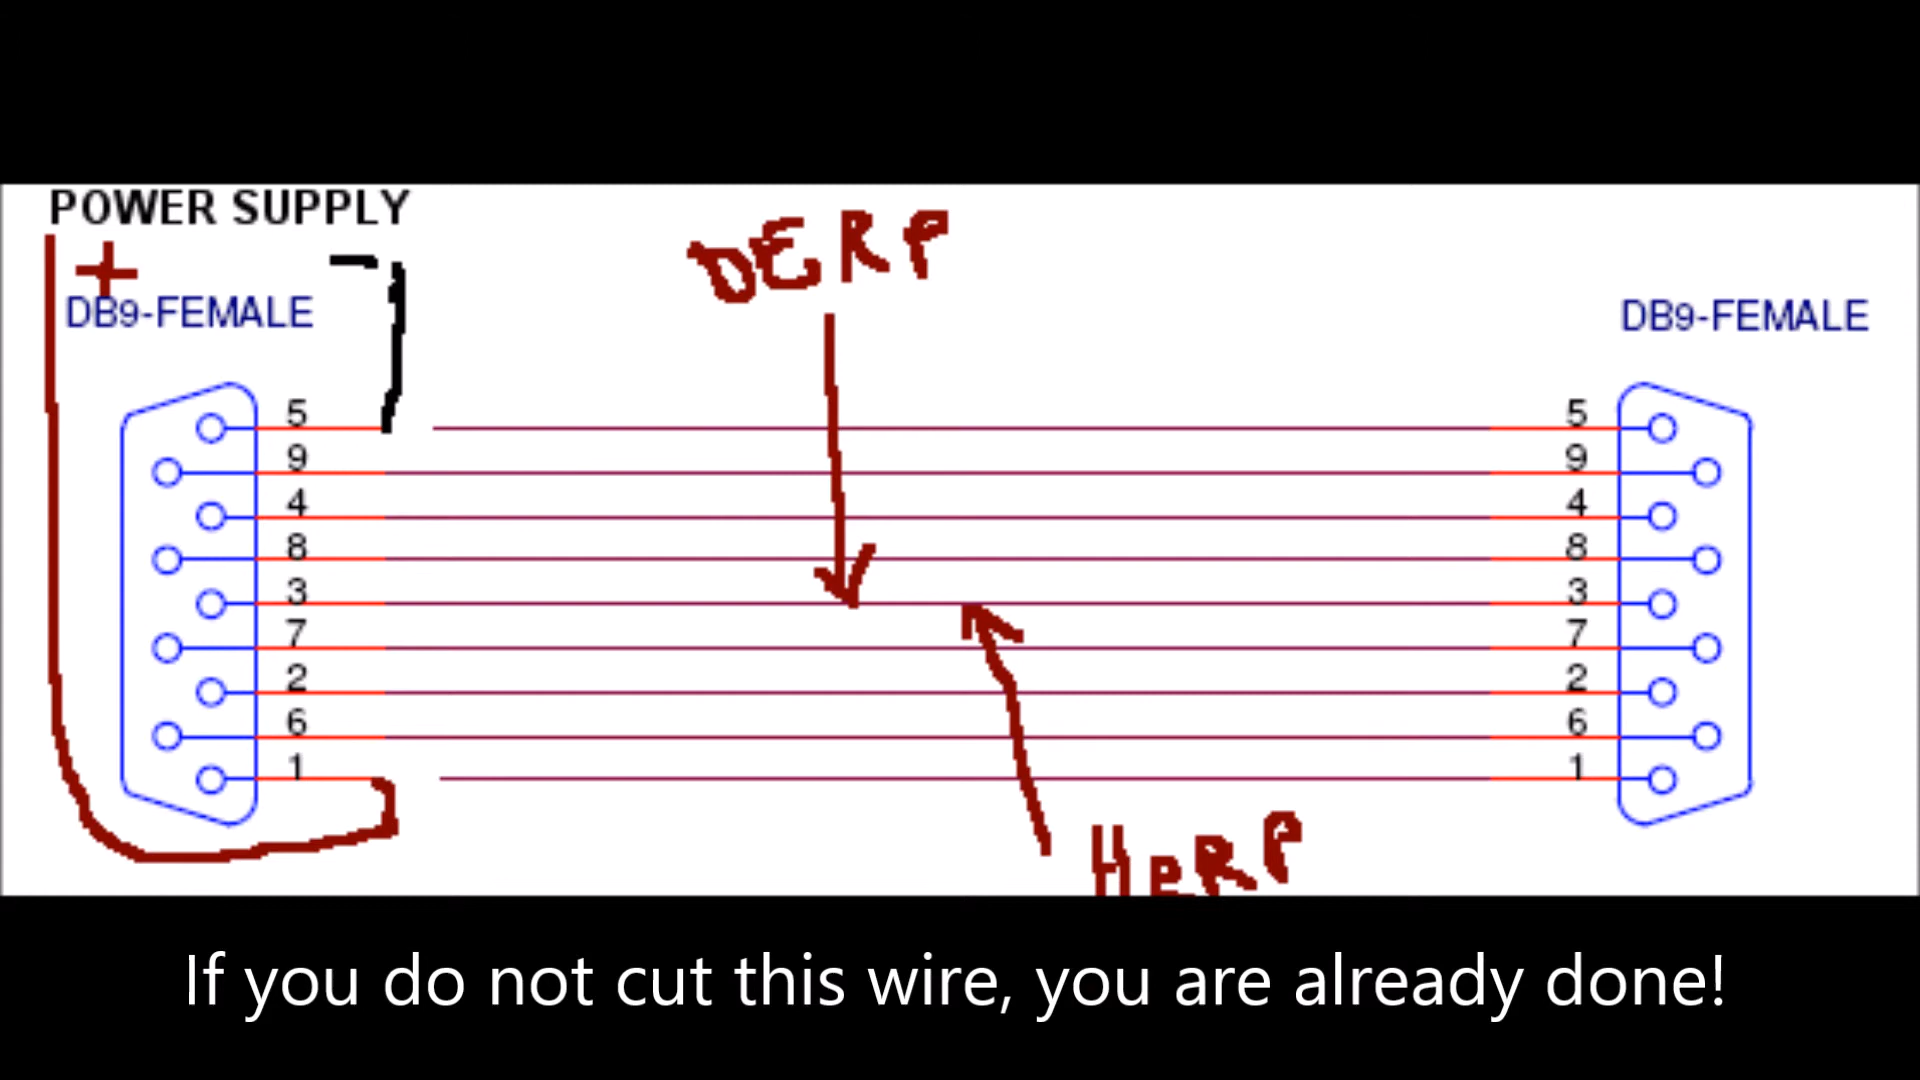 POWER SUPPLY
+ -
DERP
DB9-FEMALE DB9-FEMALE
5 5
9 9
4 4
8 8
3 3
7 7
2 2
6 6
1 1
HERP
If you do not cut this wire, you are already done!